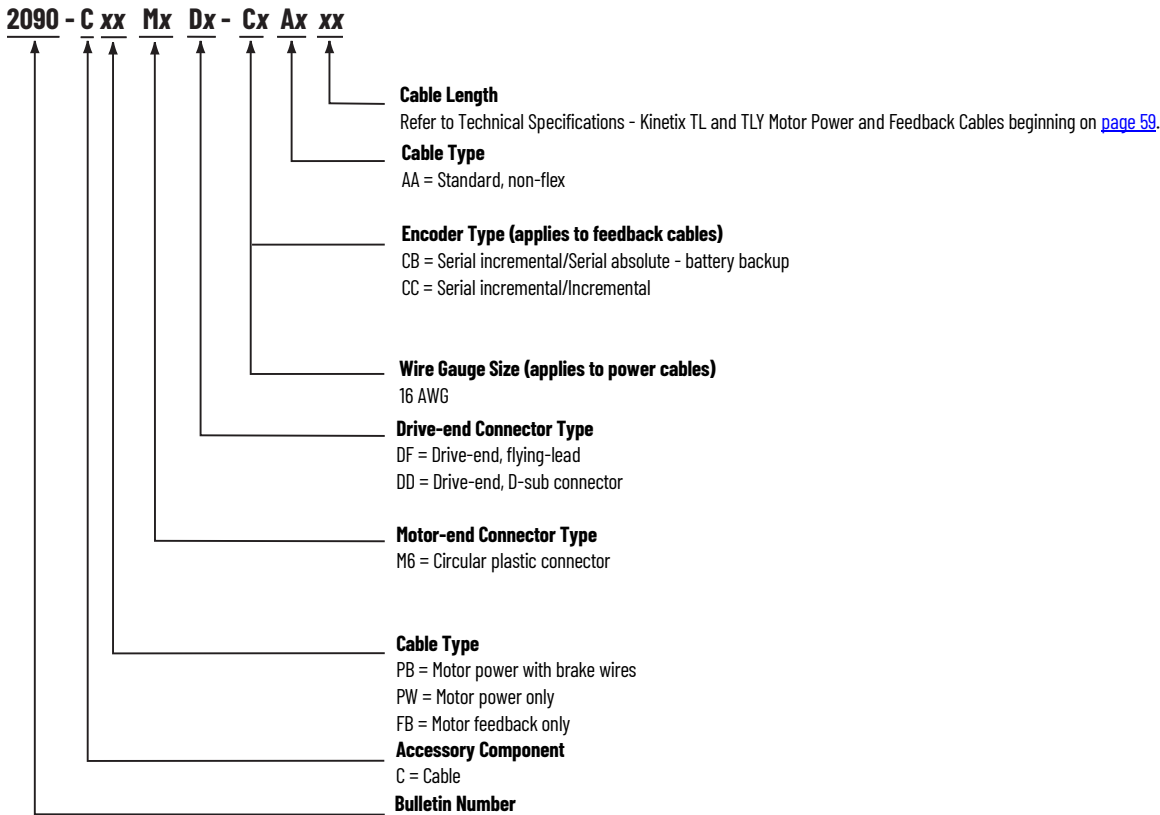 2090 - C xx Mx Dx - Cx Ax xx
Cable Length
Refer to Technical Specifications - Kinetix TL and TLY Motor Power and Feedback Cables beginning on page 59.
Cable Type
AA = Standard, non-flex
Encoder Type (applies to feedback cables)
CB = Serial incremental/Serial absolute - battery backup
CC = Serial incremental/Incremental
Wire Gauge Size (applies to power cables)
16 AWG
Drive-end Connector Type
DF = Drive-end, flying-lead
DD = Drive-end, D-sub connector
Motor-end Connector Type
M6 = Circular plastic connector
Cable Type
PB = Motor power with brake wires
PW = Motor power only
FB = Motor feedback only
Accessory Component
C = Cable
Bulletin Number